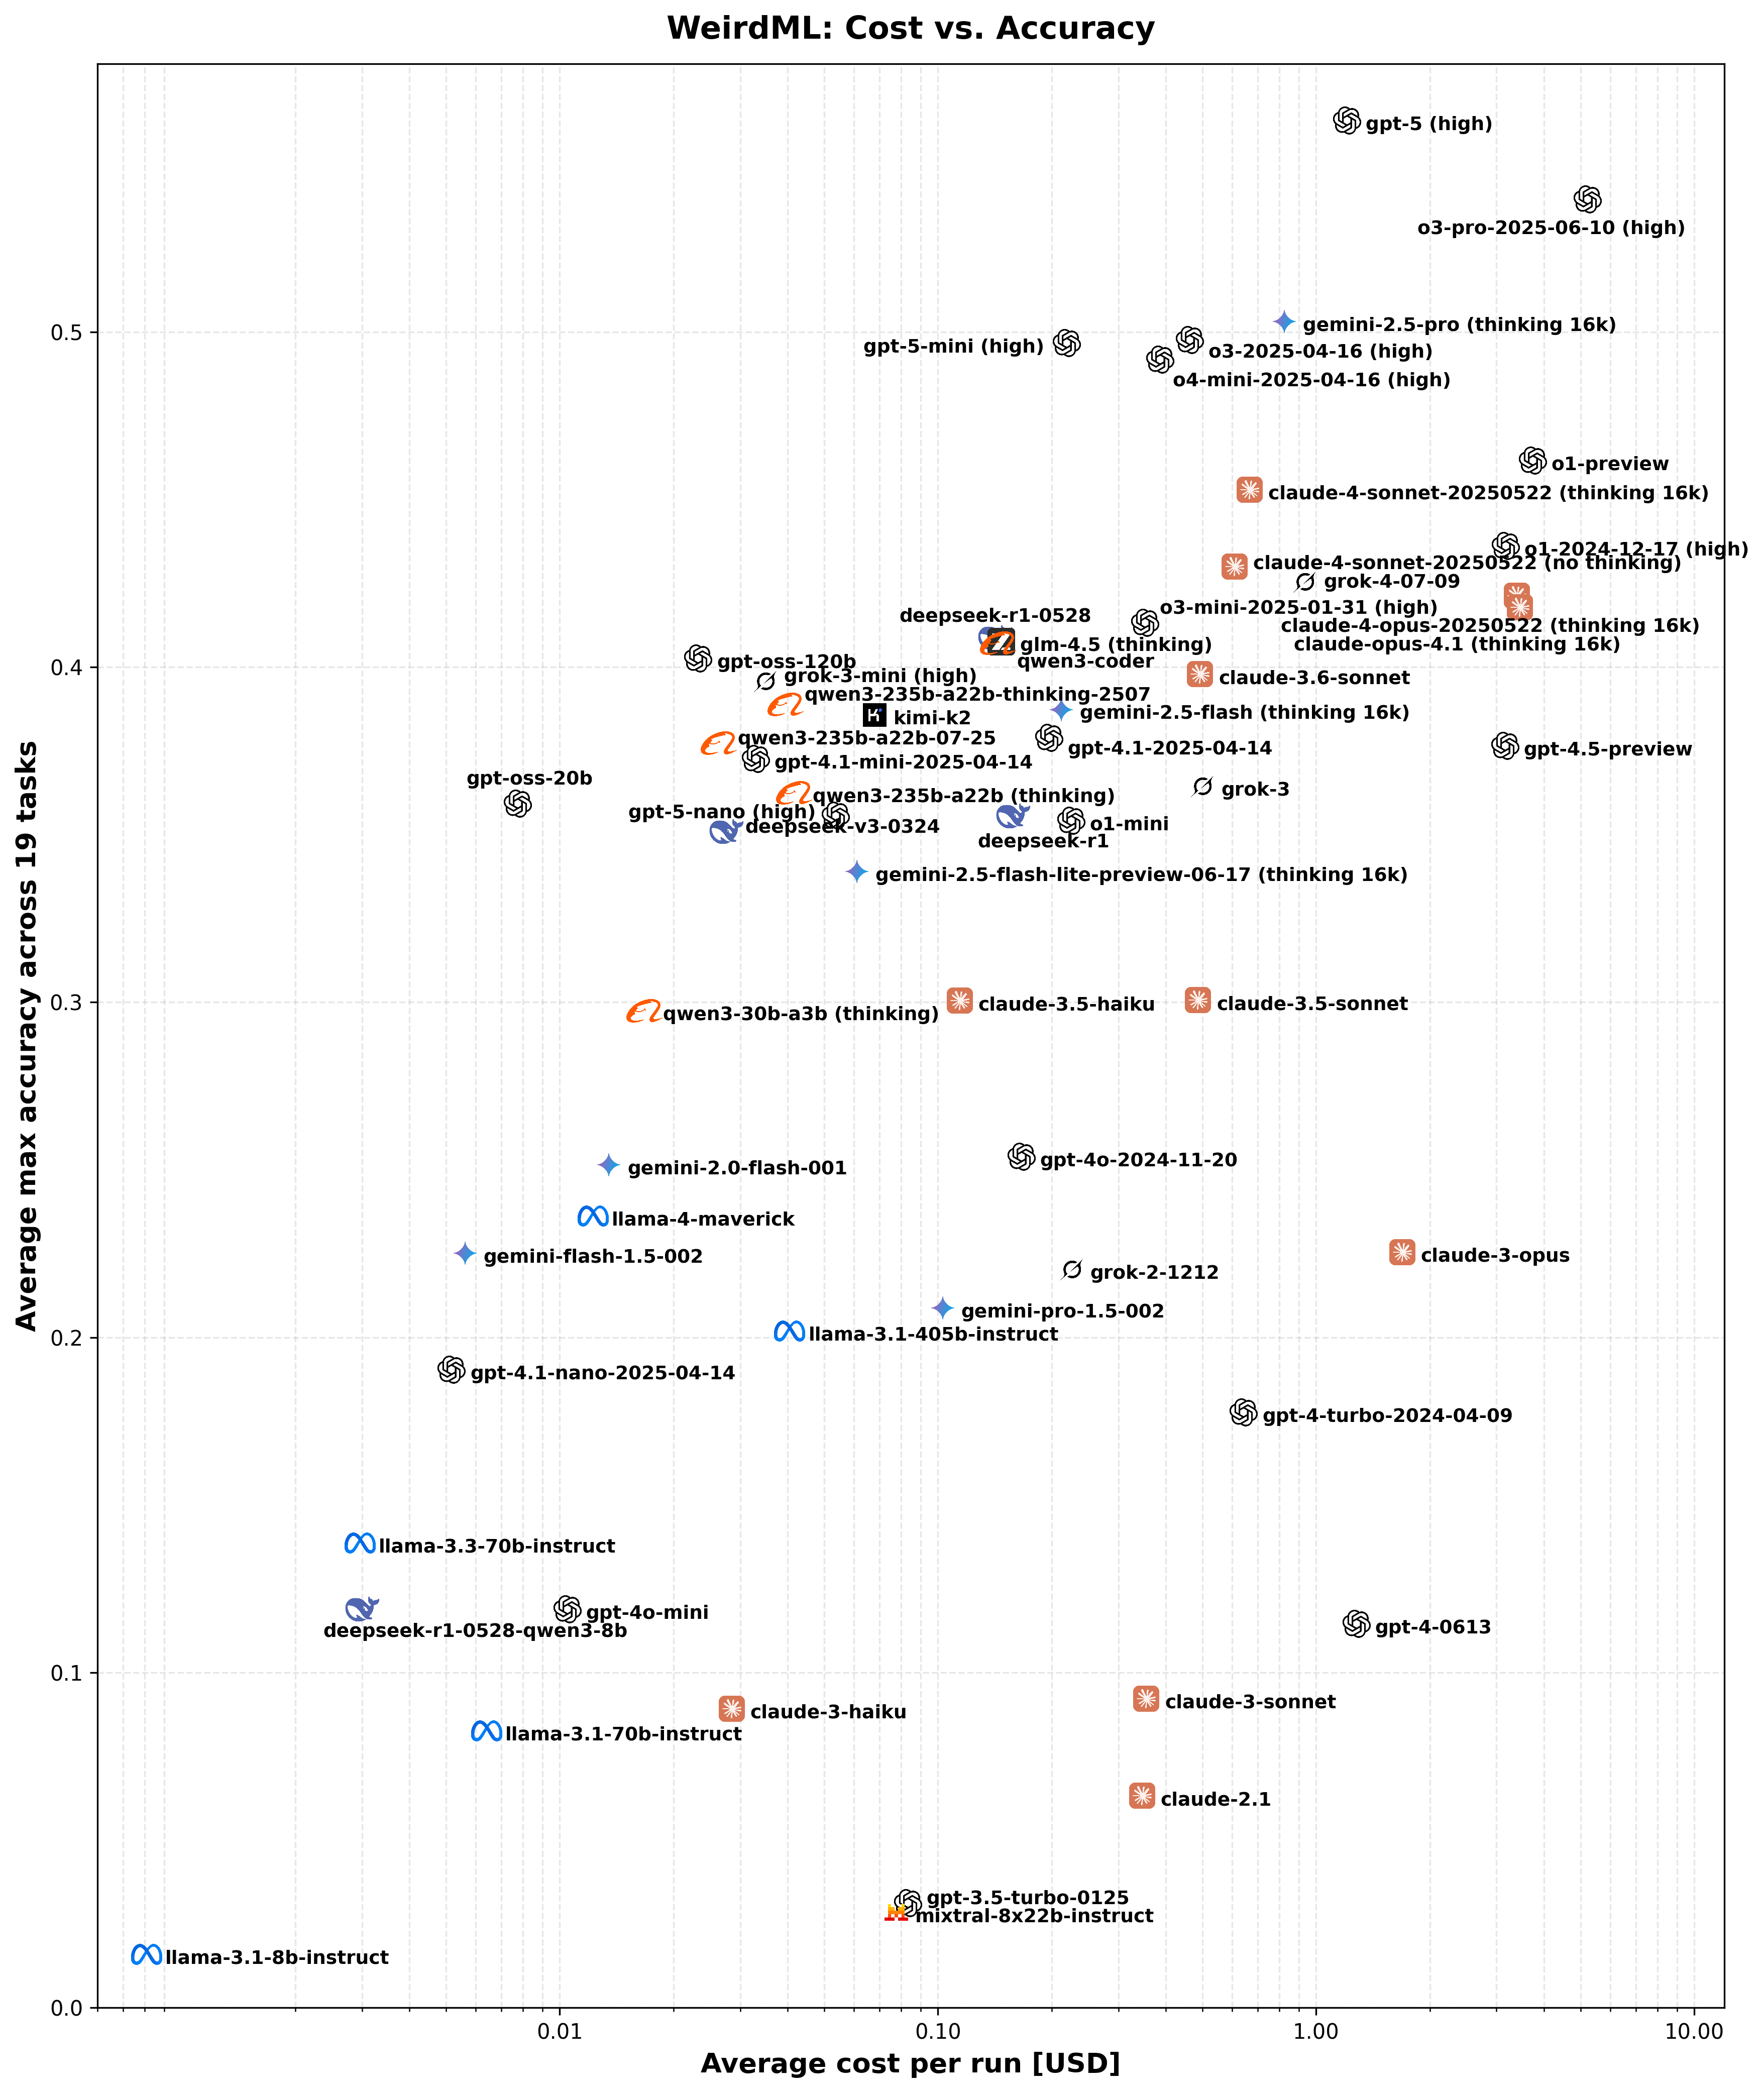 WeirdML: Cost vs. Accuracy
gpt-5 (high)
o3-pro-2025-06-10 (high)
0.5
gemini-2.5-pro (thinking 16k)
gpt-5-mini (high)
o3-2025-04-16 (high)
o4-mini-2025-04-16 (high)
o1-preview
claude-4-sonnet-20250522 (thinking 16k)
o1-2024-12-17 (high)
claude-4-sonnet-20250522 (no thinking)
grok-4-07-09
o3-mini-2025-01-31 (high)
deepseek-r1-0528
claude-4-opus-20250522 (thinking 16k)
glm-4.5 (thinking)
claude-opus-4.1 (thinking 16k)
qwen3-coder
0.4
gpt-oss-120b
grok-3-mini (high)
claude-3.6-sonnet
qwen3-235b-a22b-thinking-2507
gemini-2.5-flash (thinking 16k)
kimi-k2
qwen3-235b-a22b-07-25
gpt-4.1-2025-04-14
gpt-4.5-preview
gpt-4.1-mini-2025-04-14
gpt-oss-20b
grok-3
qwen3-235b-a22b (thinking)
gpt-5-nano (high)
deepseek-v3-0324
o1-mini
deepseek-r1
gemini-2.5-flash-lite-preview-06-17 (thinking 16k)
0.3
claude-3.5-haiku
claude-3.5-sonnet
qwen3-30b-a3b (thinking)
Average max accuracy across 19 tasks
gpt-4o-2024-11-20
gemini-2.0-flash-001
llama-4-maverick
gemini-flash-1.5-002
claude-3-opus
grok-2-1212
gemini-pro-1.5-002
0.2
llama-3.1-405b-instruct
gpt-4.1-nano-2025-04-14
gpt-4-turbo-2024-04-09
llama-3.3-70b-instruct
gpt-4o-mini
deepseek-r1-0528-qwen3-8b
gpt-4-0613
0.1
claude-3-sonnet
claude-3-haiku
llama-3.1-70b-instruct
claude-2.1
gpt-3.5-turbo-0125
mixtral-8x22b-instruct
llama-3.1-8b-instruct
0.0
0.01 0.10 1.00 10.00
Average cost per run [USD]